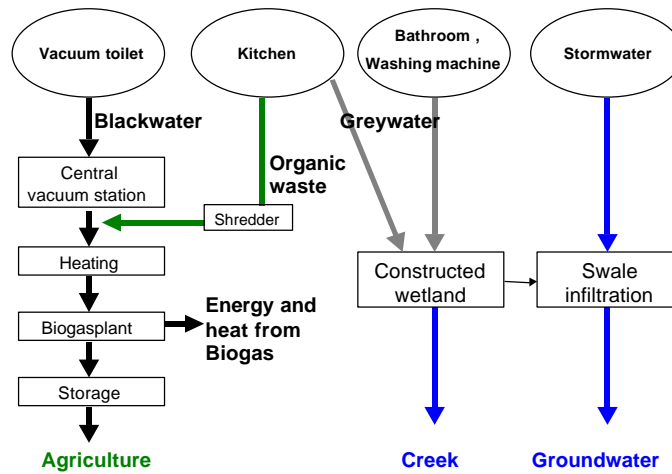 Vacuum toilet
Kitchen
Bathroom ,
Washing machine
Stormwater
Blackwater
Greywater
Organic
waste
Central
vacuum station
Shredder
Heating
Constructed
wetland
Swale
infiltration
Biogasplant
Energy and
heat from
Biogas
Storage
Agriculture
Creek
Groundwater